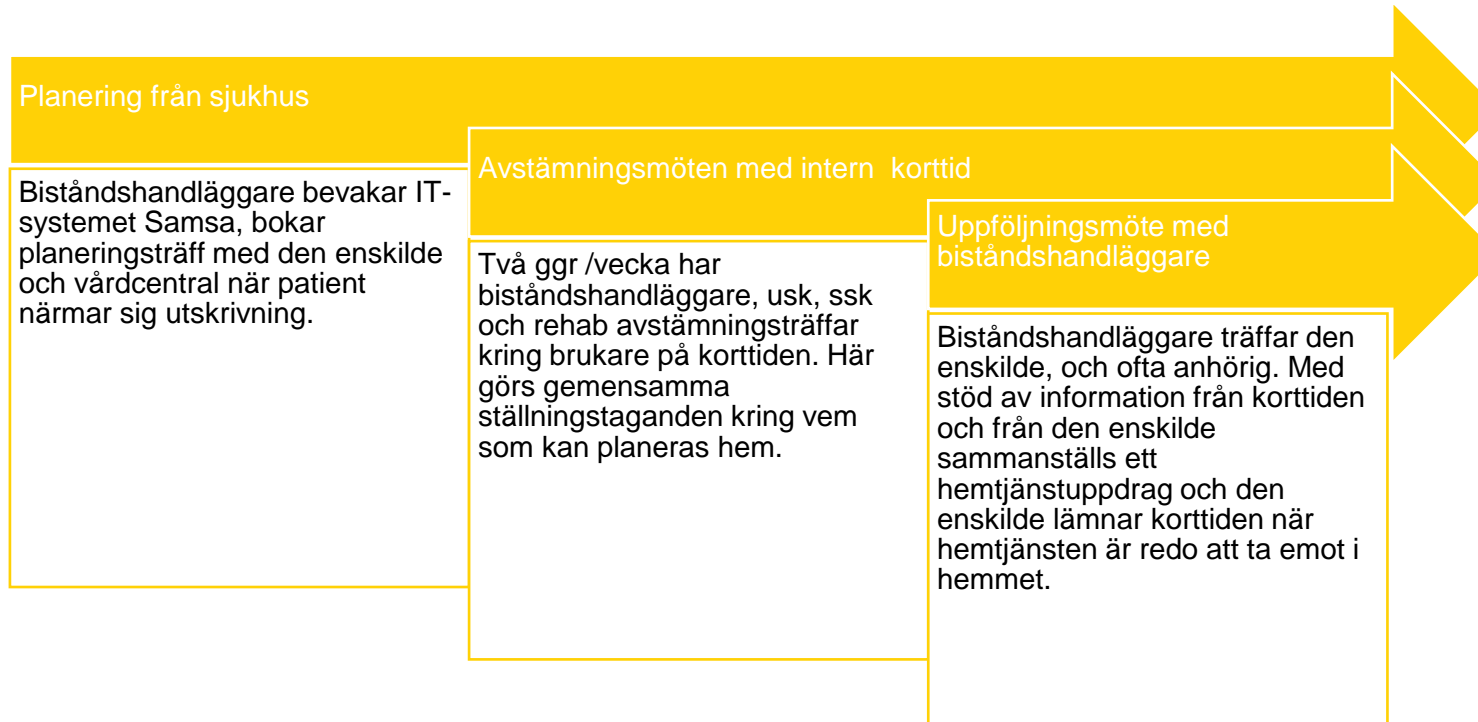 Planering från sjukhus
Biståndshandläggare bevakar IT-
systemet Samsa, bokar
planeringsträff med den enskilde
och vårdcentral när patient
närmar sig utskrivning.
Avstämningsmöten med intern  korttid
Två ggr /vecka har
biståndshandläggare, usk, ssk
och rehab avstämningsträffar
kring brukare på korttiden. Här
görs gemensamma
ställningstaganden kring vem
som kan planeras hem.
Uppföljningsmöte med
biståndshandläggare
Biståndshandläggare träffar den
enskilde, och ofta anhörig. Med
stöd av information från korttiden
och från den enskilde
sammanställs ett
hemtjänstuppdrag och den
enskilde lämnar korttiden när
hemtjänsten är redo att ta emot i
hemmet.